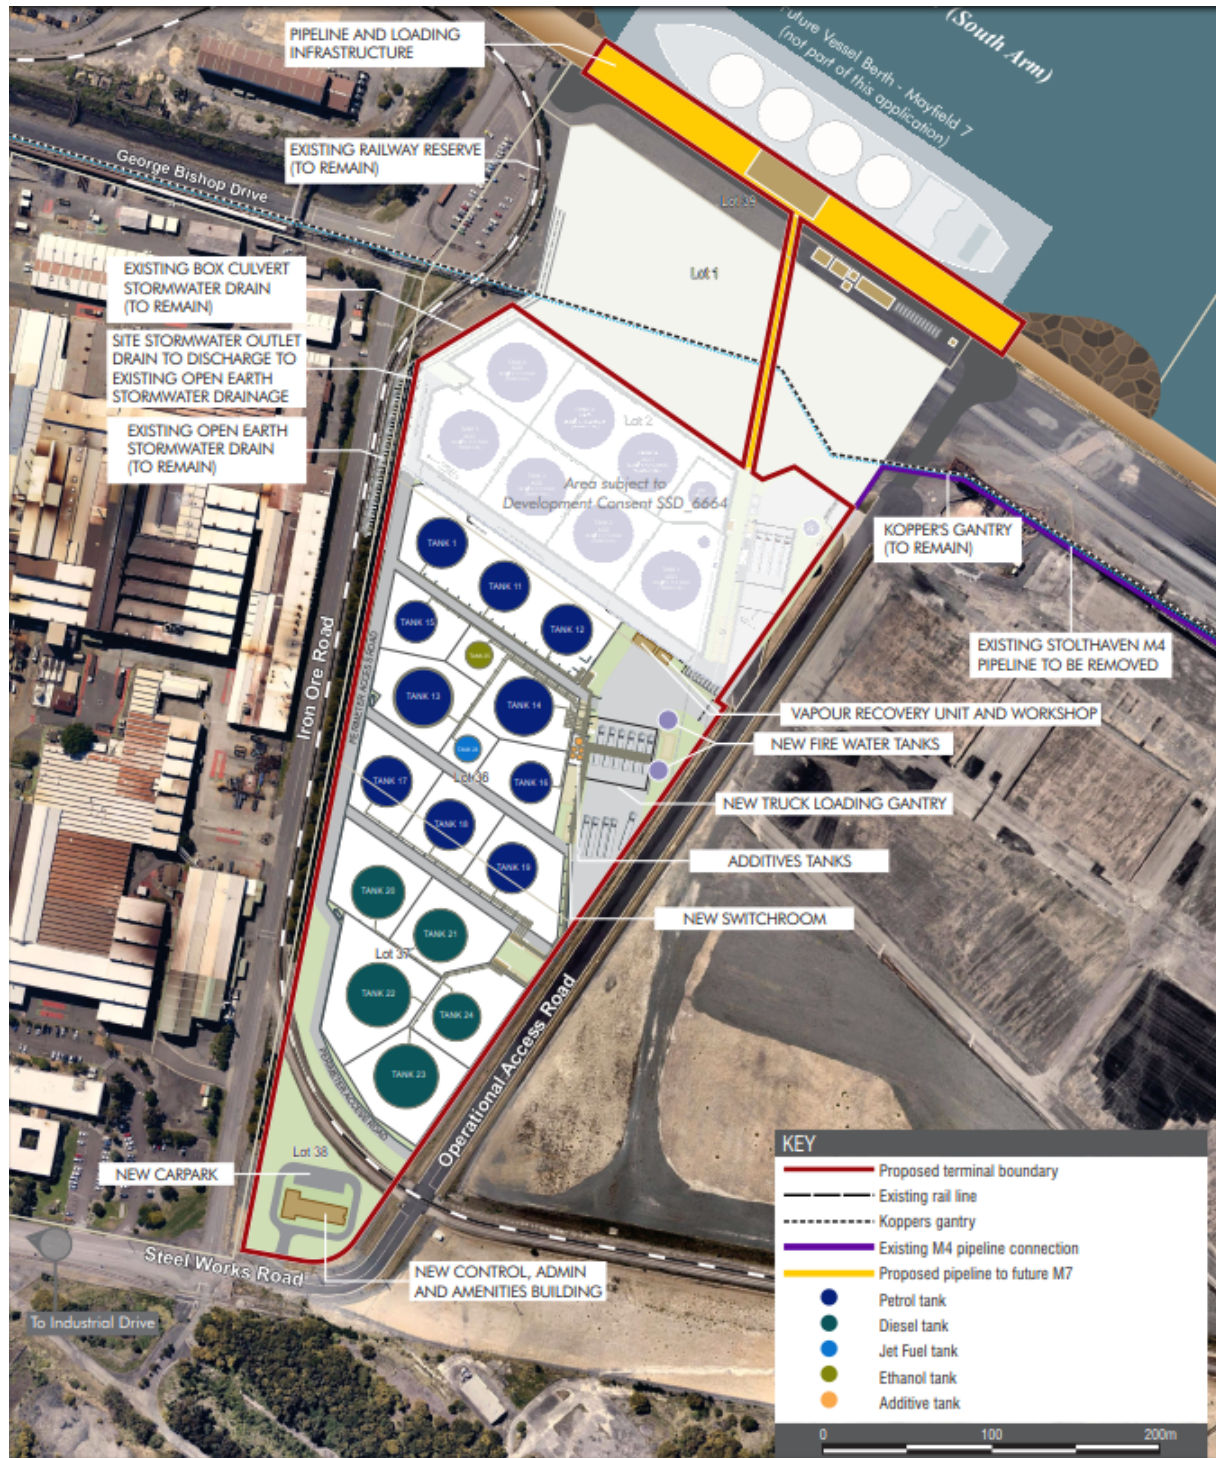 (South Arm)
Future Vessel Berth - Mayfield 7
(not part of this application)
PIPELINE AND LOADING
INFRASTRUCTURE
EXISTING RAILWAY RESERVE
(TO REMAIN)
George Bishop Drive
Lot 39
Lot 1
EXISTING BOX CULVERT
STORMWATER DRAIN
(TO REMAIN)
SITE STORMWATER OUTLET
DRAIN TO DISCHARGE TO
EXISTING OPEN EARTH
STORMWATER DRAINAGE
EXISTING OPEN EARTH
STORMWATER DRAIN
(TO REMAIN)
Lot 2
Area subject to
Development Consent SSD_6664
KOPPER'S GANTRY
(TO REMAIN)
EXISTING STOLTHAVEN M4
PIPELINE TO BE REMOVED
TANK 1
TANK 11
TANK 12
TANK 15
TANK 13
TANK 14
Lot 36
TANK 16
TANK 17
TANK 18
TANK 19
PERIMETER ACCESS ROAD
Iron Ore Road
VAPOUR RECOVERY UNIT AND WORKSHOP
NEW FIRE WATER TANKS
NEW TRUCK LOADING GANTRY
ADDITIVES TANKS
NEW SWITCHROOM
TANK 20
TANK 21
Lot 37
TANK 22
TANK 24
TANK 23
PERIMETER ACCESS ROAD
Operational Access Road
Lot 38
NEW CARPARK
Steel Works Road
NEW CONTROL, ADMIN
AND AMENITIES BUILDING
To Industrial Drive
KEY
Proposed terminal boundary
Existing rail line
Koppers gantry
Existing M4 pipeline connection
Proposed pipeline to future M7
Petrol tank
Diesel tank
Jet Fuel tank
Ethanol tank
Additive tank
0 100 200m